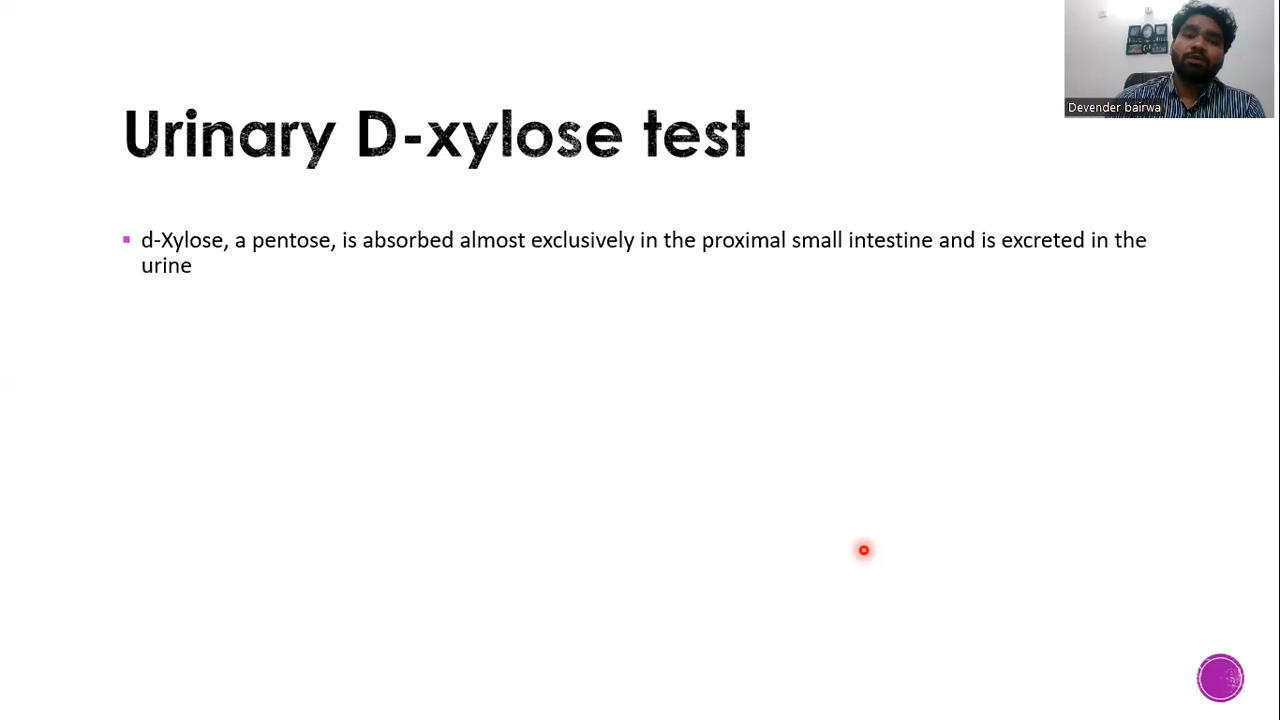 Devender bairwa
Urinary D-xylose test
▪ d-Xylose, a pentose, is absorbed almost exclusively in the proximal small intestine and is excreted in the
urine